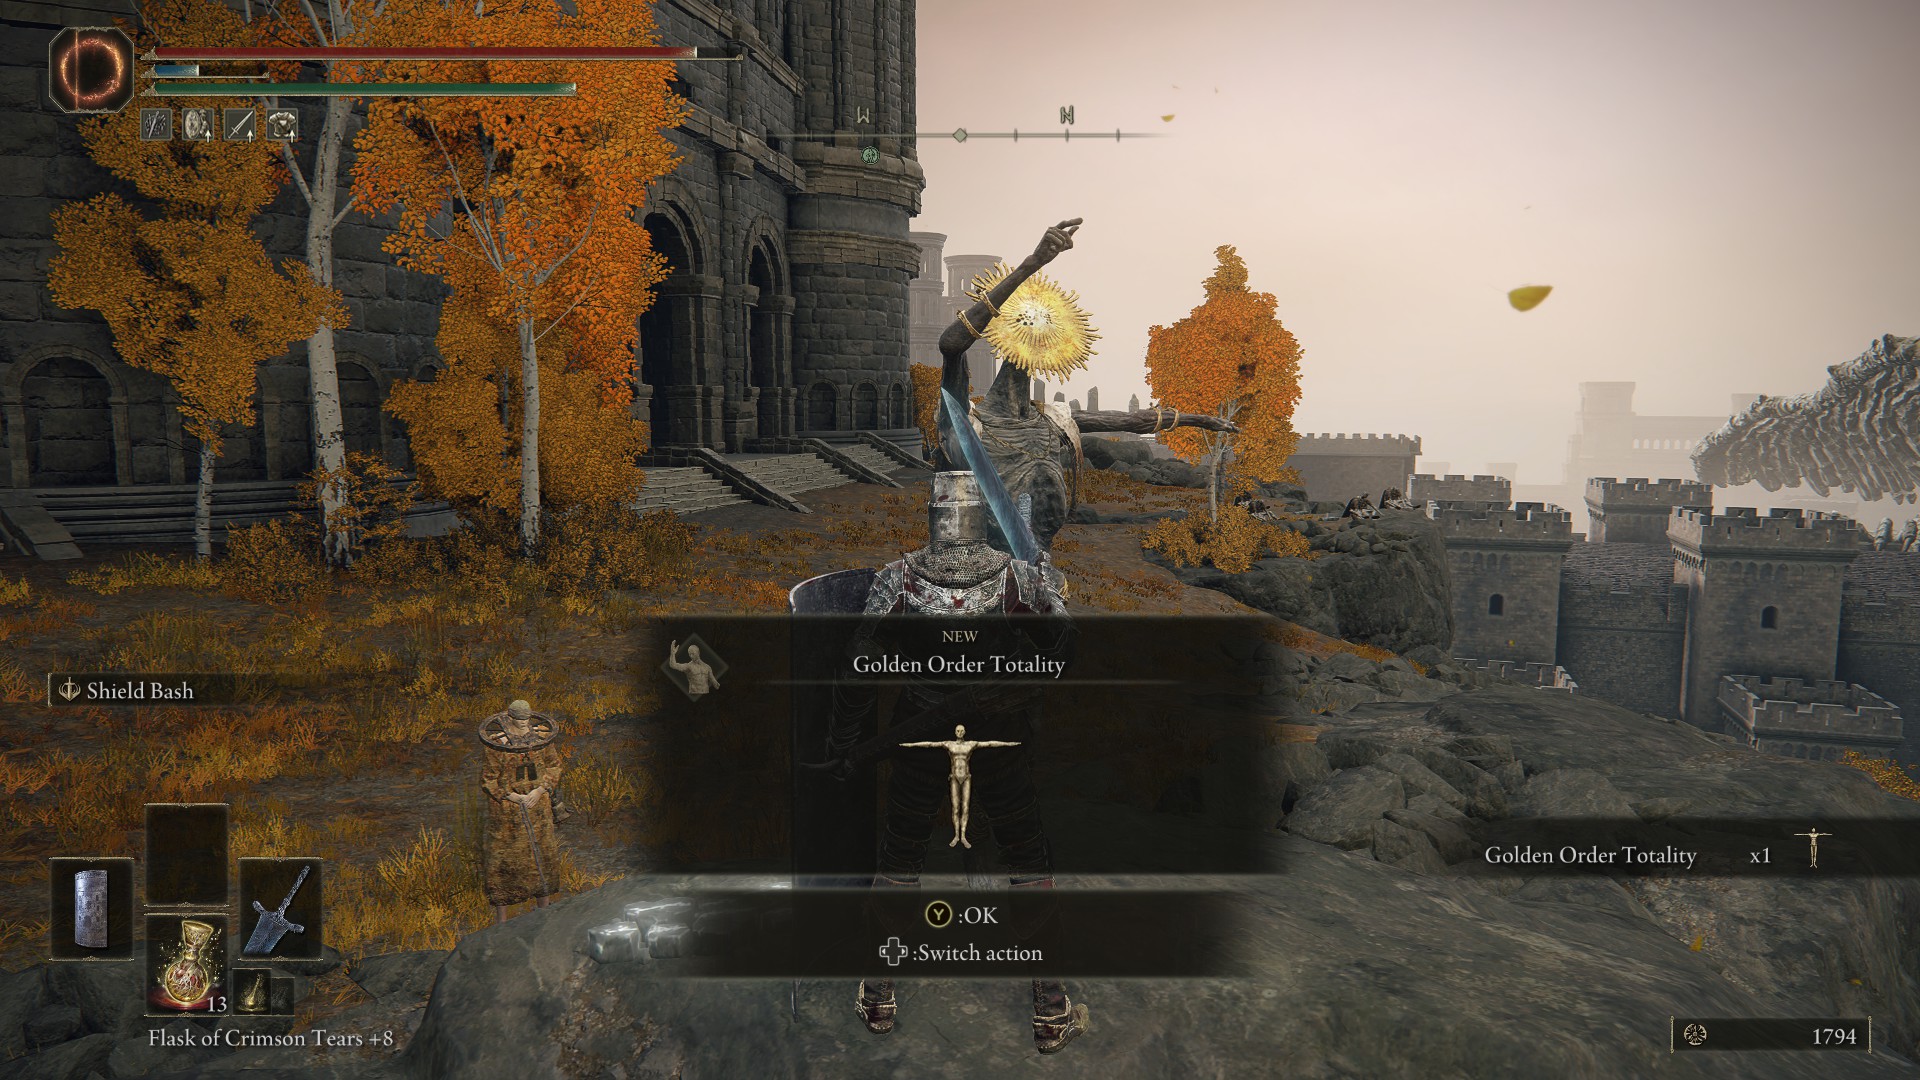 W
N
NEW
Golden Order Totality
Shield Bash
Golden Order Totality x1
Y :OK
:Switch action
13
Flask of Crimson Tears +8
1794